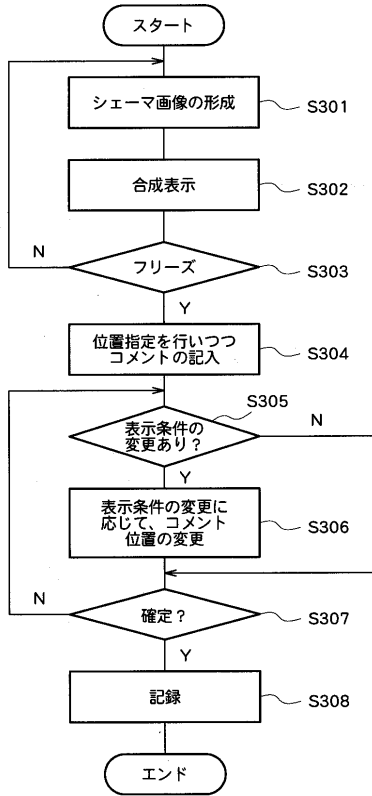 スタート
シェーマ画像の形成
S301
合成表示
S302
フリーズ
S303
N
Y
位置指定を行いつつ
コメントの記入
S304
S305
表示条件の
変更あり？
N
Y
表示条件の変更に
応じて、コメント
位置の変更
S306
N
確定？
S307
Y
記録
S308
エンド